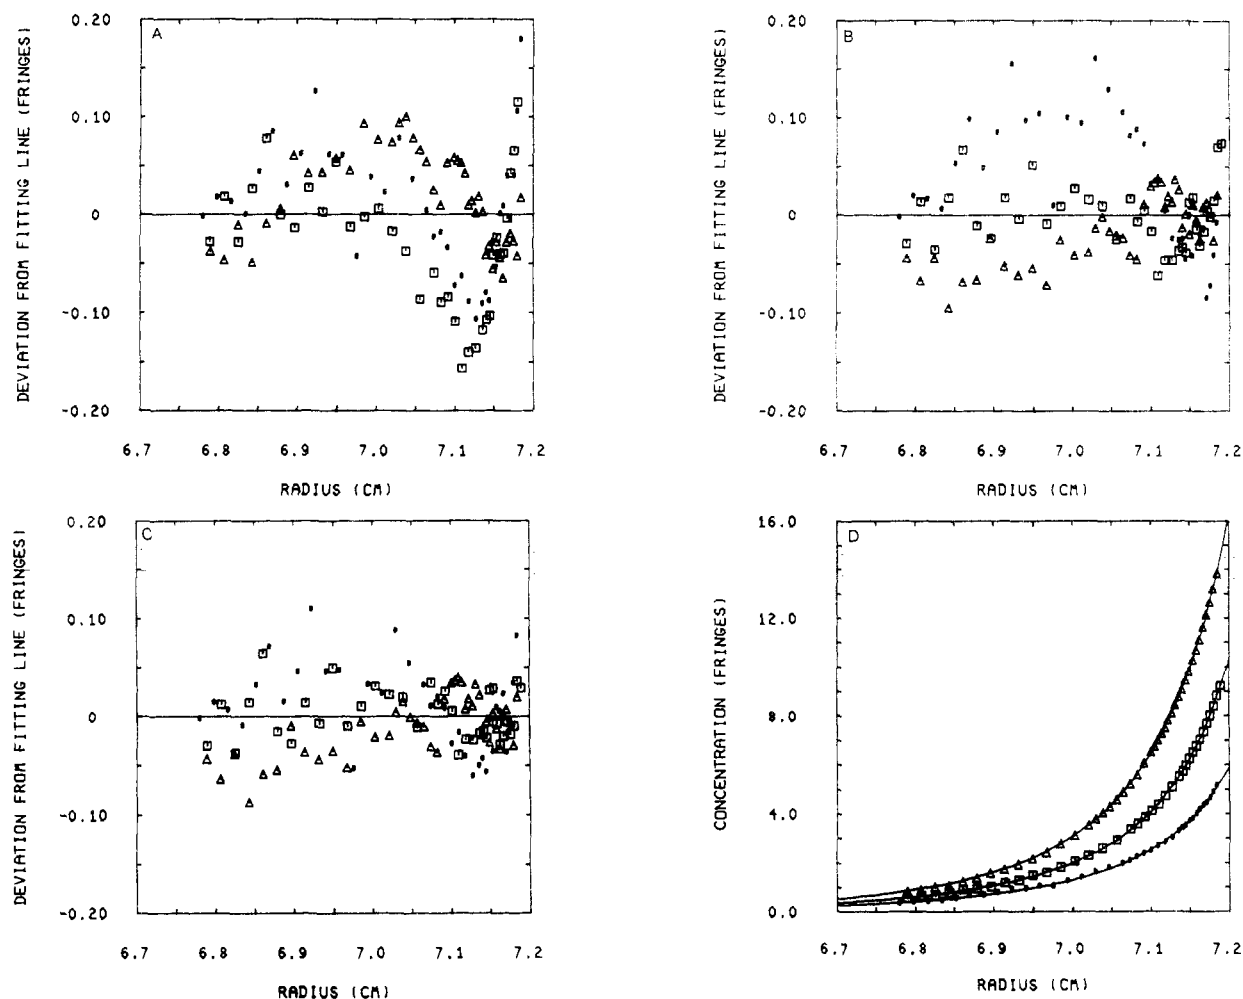 A
DEVIATION FROM FITTING LINE (FRINGES)
0.20
0.10
0
-0.10
-0.20
6.7 6.8 6.9 7.0 7.1 7.2
RADIUS (CM)
B
DEVIATION FROM FITTING LINE (FRINGES)
0.20
0.10
0
-0.10
-0.20
6.7 6.8 6.9 7.0 7.1 7.2
RADIUS (CM)
C
DEVIATION FROM FITTING LINE (FRINGES)
0.20
0.10
0
-0.10
-0.20
6.7 6.8 6.9 7.0 7.1 7.2
RADIUS (CM)
D
CONCENTRATION (FRINGES)
16.0
12.0
8.0
4.0
0.0
6.7 6.8 6.9 7.0 7.1 7.2
RADIUS (CM)